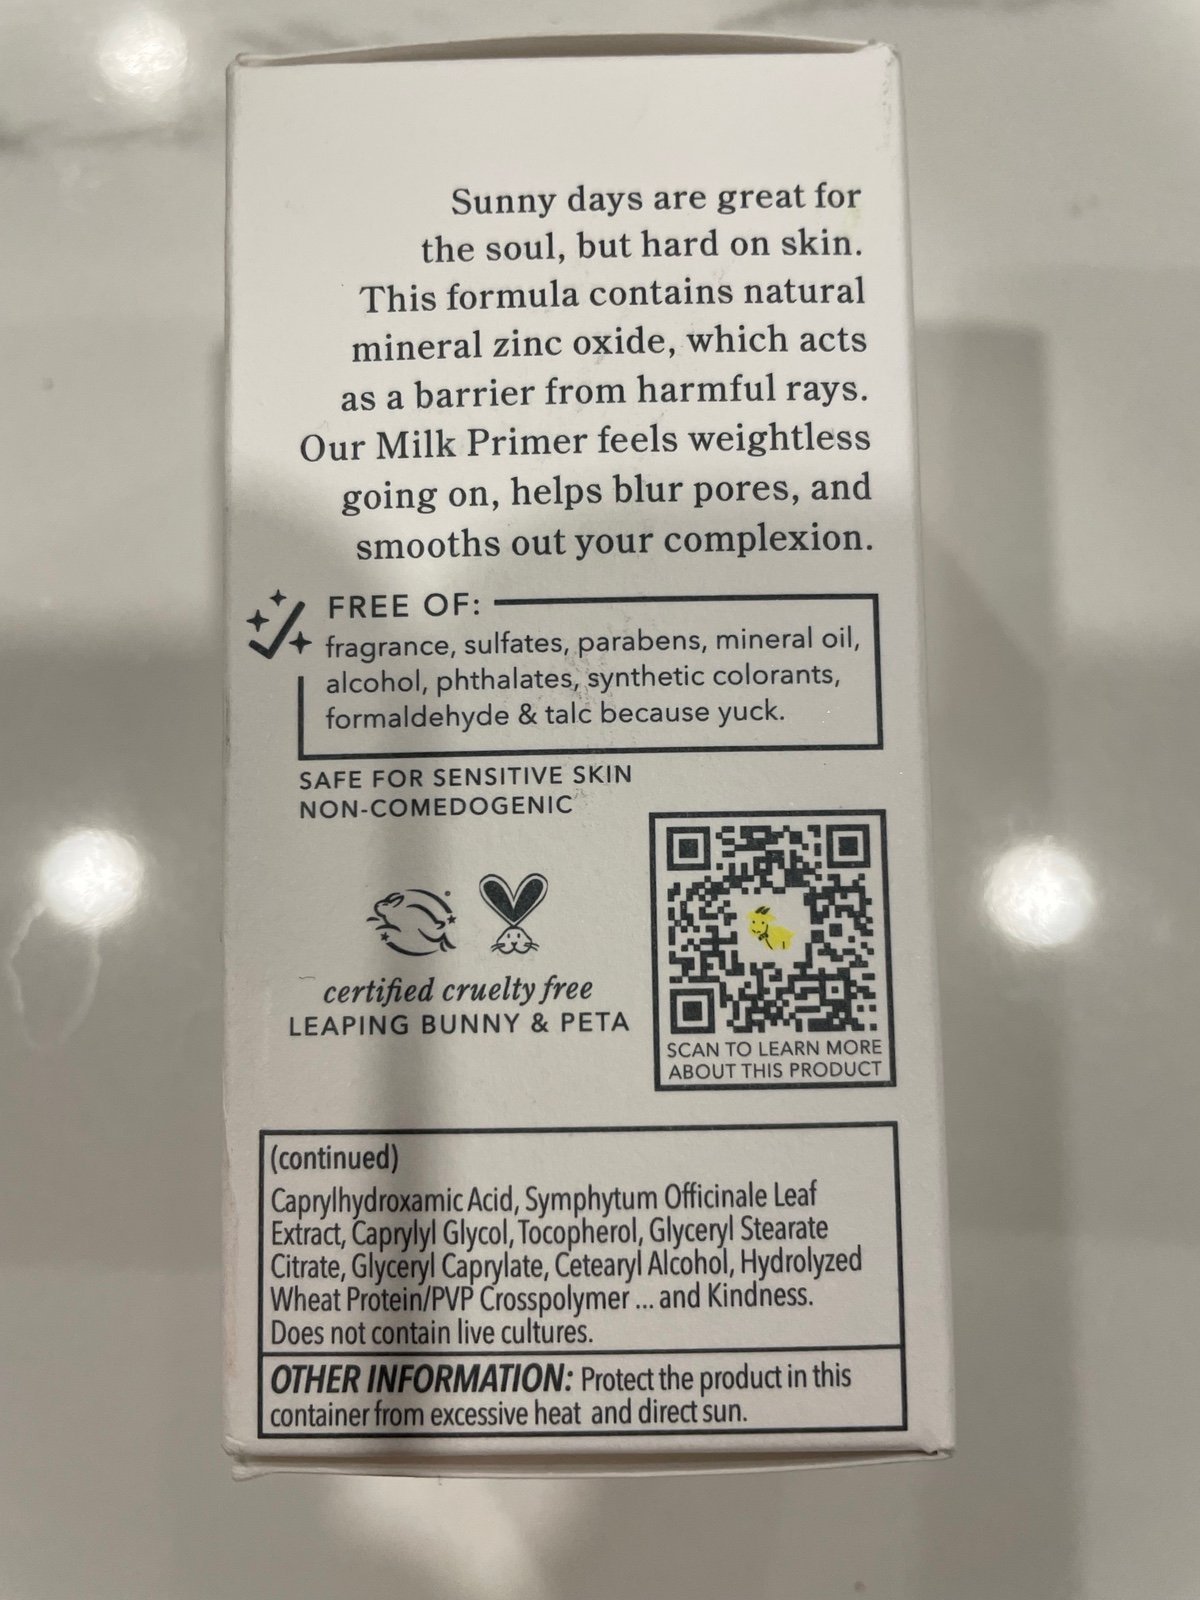 Sunny days are great for
the soul, but hard on skin.
This formula contains natural
mineral zinc oxide, which acts
as a barrier from harmful rays.
Our Milk Primer feels weightless
going on, helps blur pores, and
smooths out your complexion.
FREE OF:
fragrance, sulfates, parabens, mineral oil,
alcohol, phthalates, synthetic colorants,
formaldehyde & talc because yuck.
SAFE FOR SENSITIVE SKIN
NON-COMEDOGENIC
certified cruelty free
LEAPING BUNNY & PETA
SCAN TO LEARN MORE
ABOUT THIS PRODUCT
(continued)
Caprylhydroxamic Acid, Symphytum Officinale Leaf
Extract, Caprylyl Glycol, Tocopherol, Glyceryl Stearate
Citrate, Glyceryl Caprylate, Cetearyl Alcohol, Hydrolyzed
Wheat Protein/PVP Crosspolymer ... and Kindness.
Does not contain live cultures.
OTHER INFORMATION: Protect the product in this
container from excessive heat and direct sun.